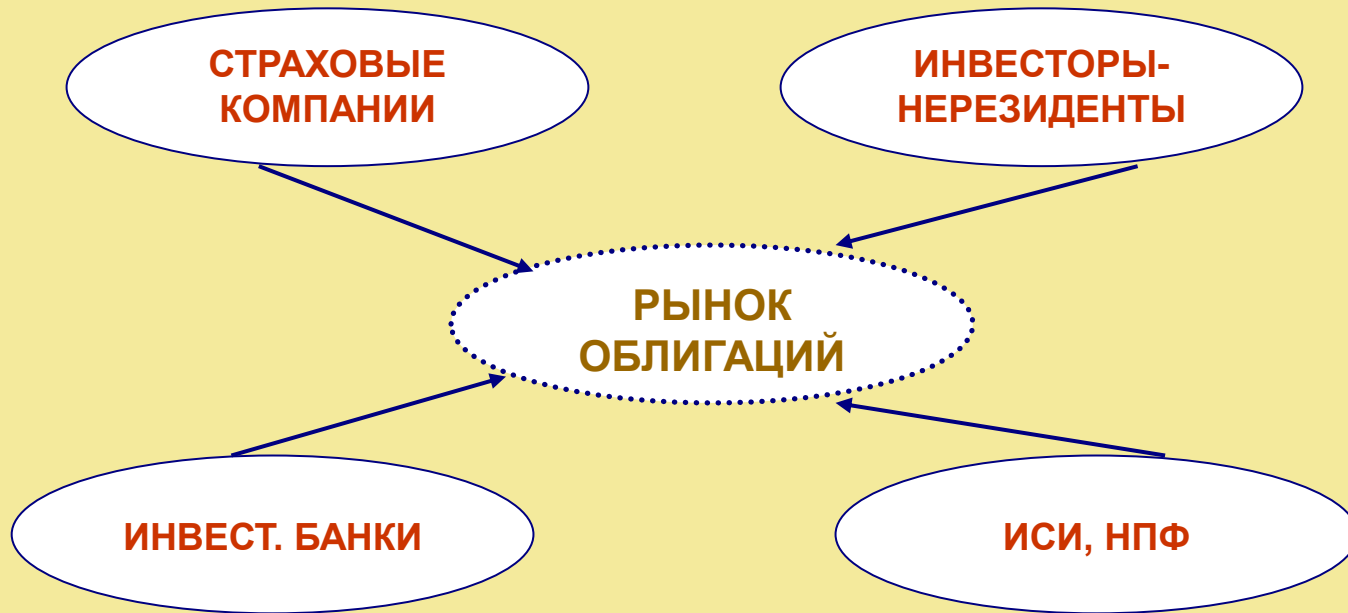 СТРАХОВЫЕ
КОМПАНИИ
ИНВЕСТОРЫ-
НЕРЕЗИДЕНТЫ
РЫНОК
ОБЛИГАЦИЙ
ИНВЕСТ. БАНКИ
ИСИ, НПФ